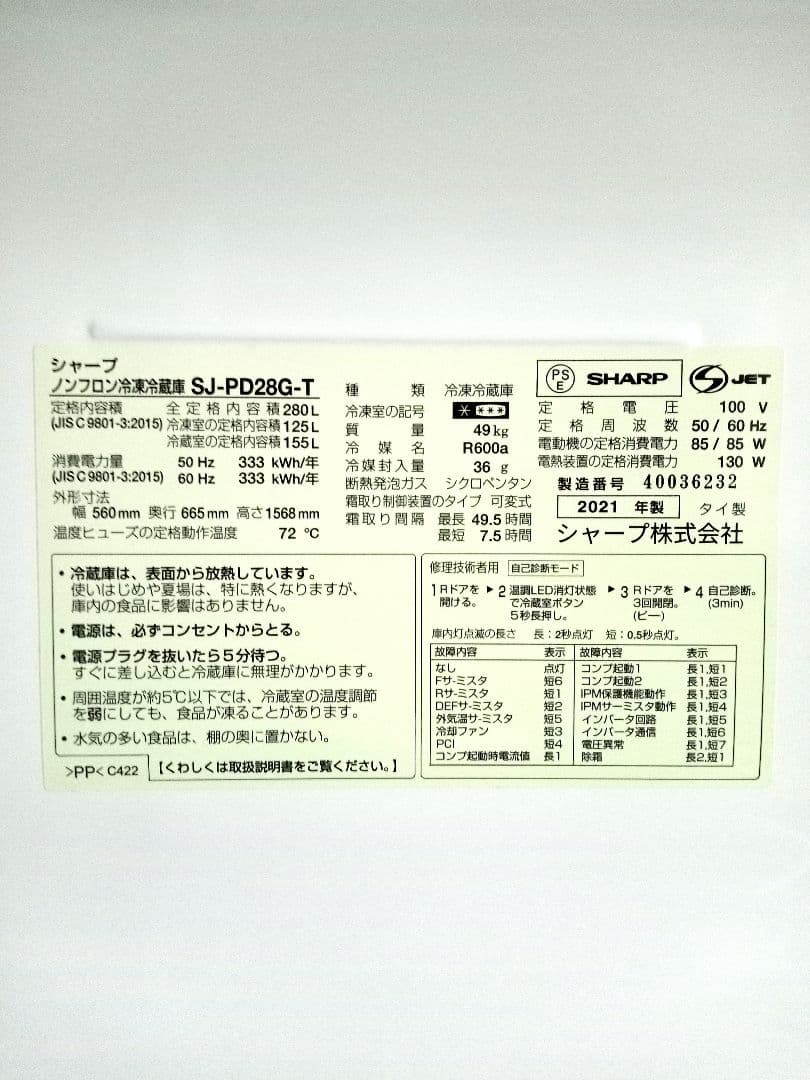 シャープ
ノンフロン冷凍冷蔵庫 SJ-PD28G-T
定格内容積 全定格内容積 280L
(JIS C 9801-3:2015) 冷凍室の定格内容積 125L
冷蔵室の定格内容積 155L
消費電力量 50 Hz 333 kWh/年
(JIS C 9801-3:2015) 60 Hz 333 kWh/年
外形寸法
幅 560mm 奥行 665mm 高さ 1568mm
温度ヒューズの定格動作温度 72 ℃
種類 冷凍冷蔵庫
冷凍室の記号 * ***
質量 49kg
冷媒名 R600a
冷媒封入量 36 g
断熱発泡ガス シクロペンタン
霜取り制御装置のタイプ 可変式
霜取り間隔 最長 49.5 時間
最短 7.5 時間
PS E SHARP S JET
定格電圧 100 V
定格周波数 50 / 60 Hz
電動機の定格消費電力 85 / 85 W
電熱装置の定格消費電力 130 W
製造番号 40036232
2021 年製 タイ製
シャープ株式会社
・冷蔵庫は、表面から放熱しています。
使いはじめや夏場は、特に熱くなりますが、
庫内の食品に影響はありません。
・電源は、必ずコンセントからとる。
・電源プラグを抜いたら5分待つ。
すぐに差し込むと冷蔵庫に無理がかかります。
・周囲温度が約5℃以下では、冷蔵室の温度調節
を弱にしても、食品が凍ることがあります。
・水気の多い食品は、棚の奥に置かない。
>PP< C422 【くわしくは取扱説明書をご覧ください。】
修理技術者用 自己診断モード
1 Rドアを開ける。 ▶ 2 温調LED消灯状態で冷蔵室ボタン5秒長押し。 ▶ 3 Rドアを3回開閉。(ピー) ▶ 4 自己診断。(3min)
庫内灯点滅の長さ 長：2秒点灯 短：0.5秒点灯。
故障内容 表示 故障内容 表示
なし 点灯 コンプ起動1 長1,短1
Fサ-ミスタ 短6 コンプ起動2 長1,短2
Rサ-ミスタ 短1 IPM保護機能動作 長1,短3
DEFサ-ミスタ 短2 IPMサーミスタ動作 長1,短4
外気温サ-ミスタ 短5 インバータ回路 長1,短5
冷却ファン 短3 インバータ通信 長1,短6
PCI 短4 電圧異常 長1,短7
コンプ起動時電流値 長1 除霜 長2,短1